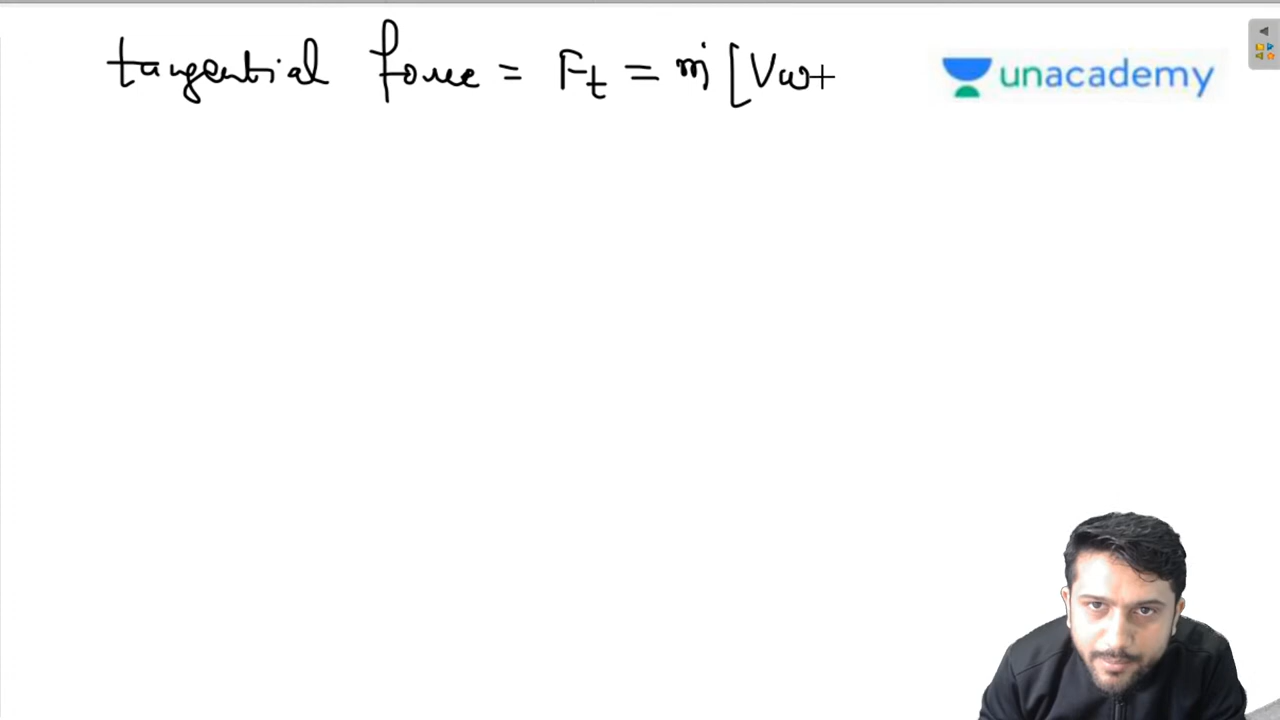 tangential force = Ft = ṁ [Vw+
unacademy